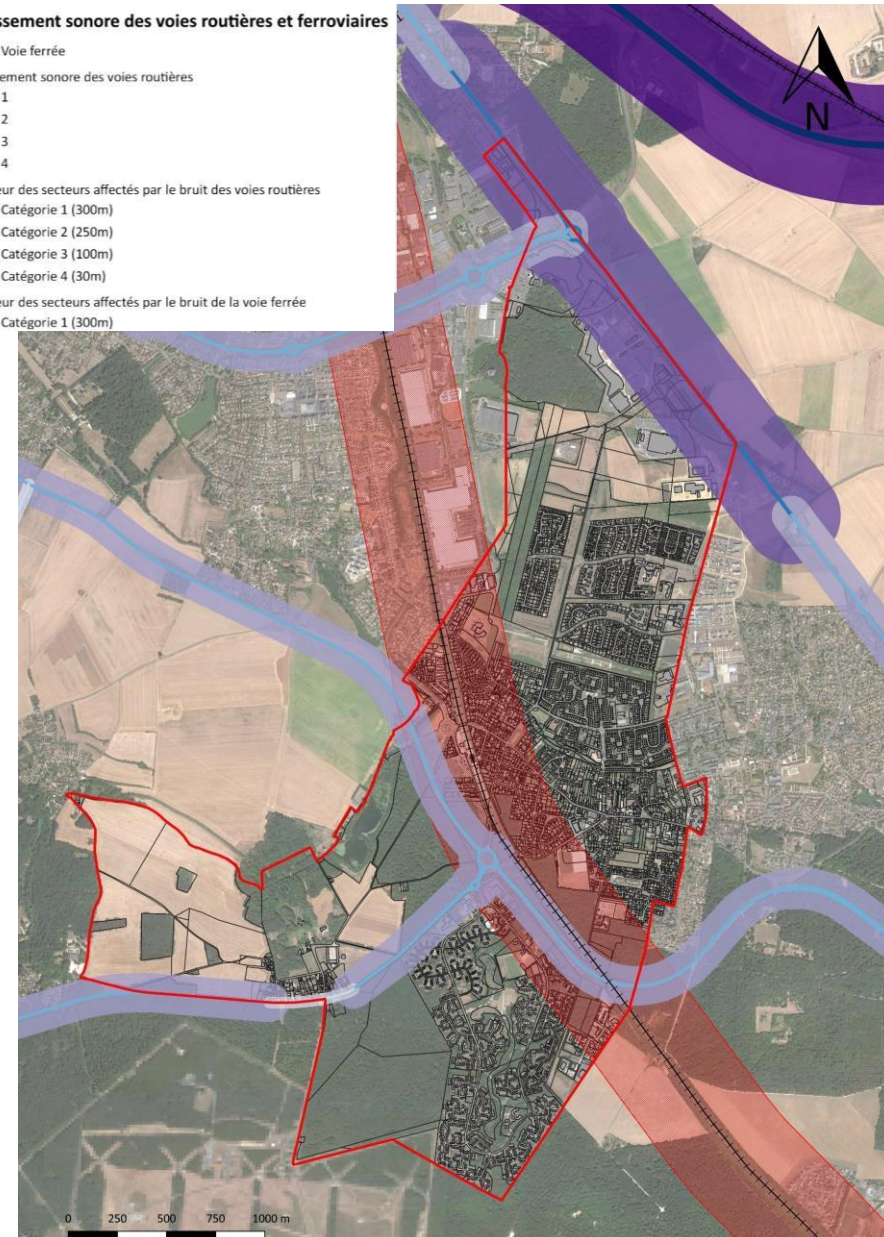 ssement sonore des voies routières et ferroviaires
Voie ferrée
ement sonore des voies routières
1
2
3
4
eur des secteurs affectés par le bruit des voies routières
Catégorie 1 (300m)
Catégorie 2 (250m)
Catégorie 3 (100m)
Catégorie 4 (30m)
eur des secteurs affectés par le bruit de la voie ferrée
Catégorie 1 (300m)
N
0 250 500 750 1000 m